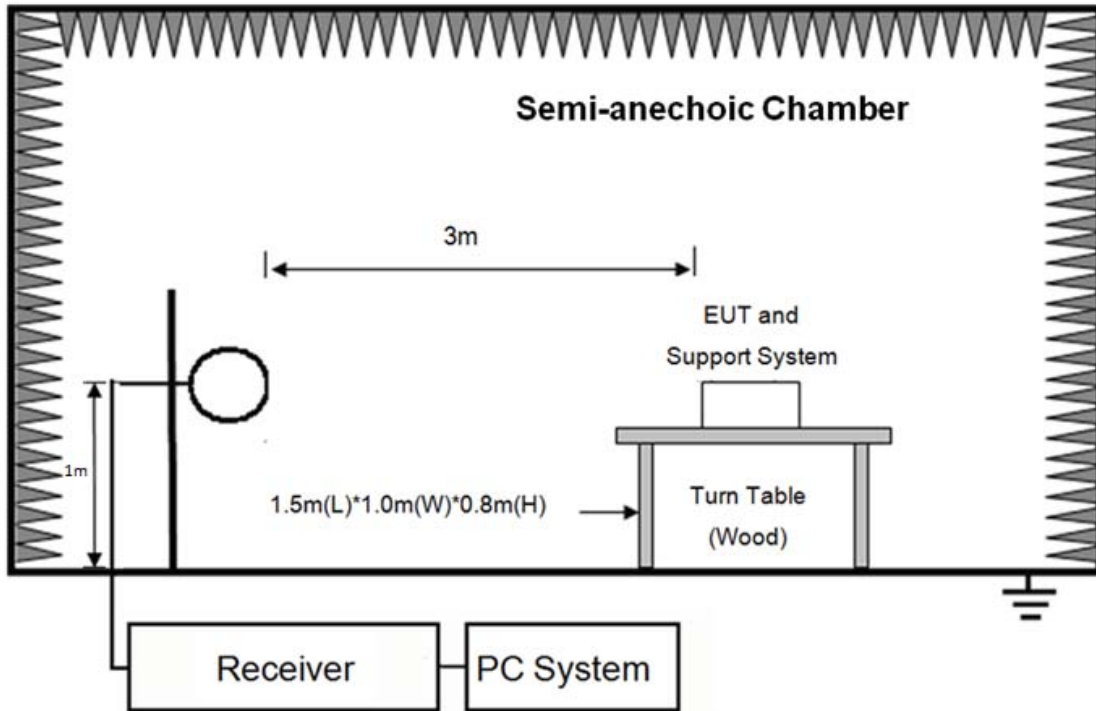 Semi-anechoic Chamber
3m
EUT and
Support System
1m
1.5m(L)*1.0m(W)*0.8m(H)
Turn Table
(Wood)
Receiver
PC System